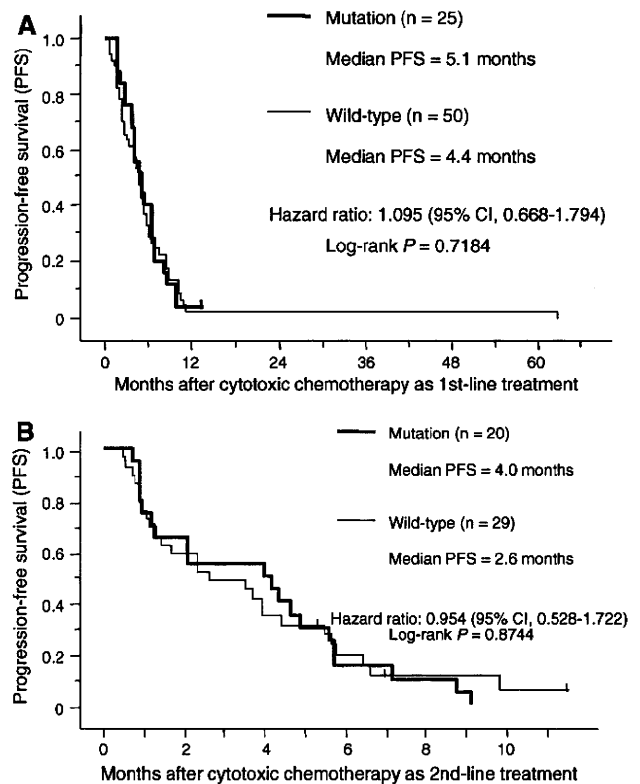 A
Mutation (n = 25)
Median PFS = 5.1 months
Wild-type (n = 50)
Median PFS = 4.4 months
Hazard ratio: 1.095 (95% CI, 0.668-1.794)
Log-rank P = 0.7184
Progression-free survival (PFS)
1.0
0.8
0.6
0.4
0.2
0
0 12 24 36 48 60
Months after cytotoxic chemotherapy as 1st-line treatment
B
Mutation (n = 20)
Median PFS = 4.0 months
Wild-type (n = 29)
Median PFS = 2.6 months
Hazard ratio: 0.954 (95% CI, 0.528-1.722)
Log-rank P = 0.8744
Progression-free survival (PFS)
1.0
0.8
0.6
0.4
0.2
0
0 2 4 6 8 10
Months after cytotoxic chemotherapy as 2nd-line treatment